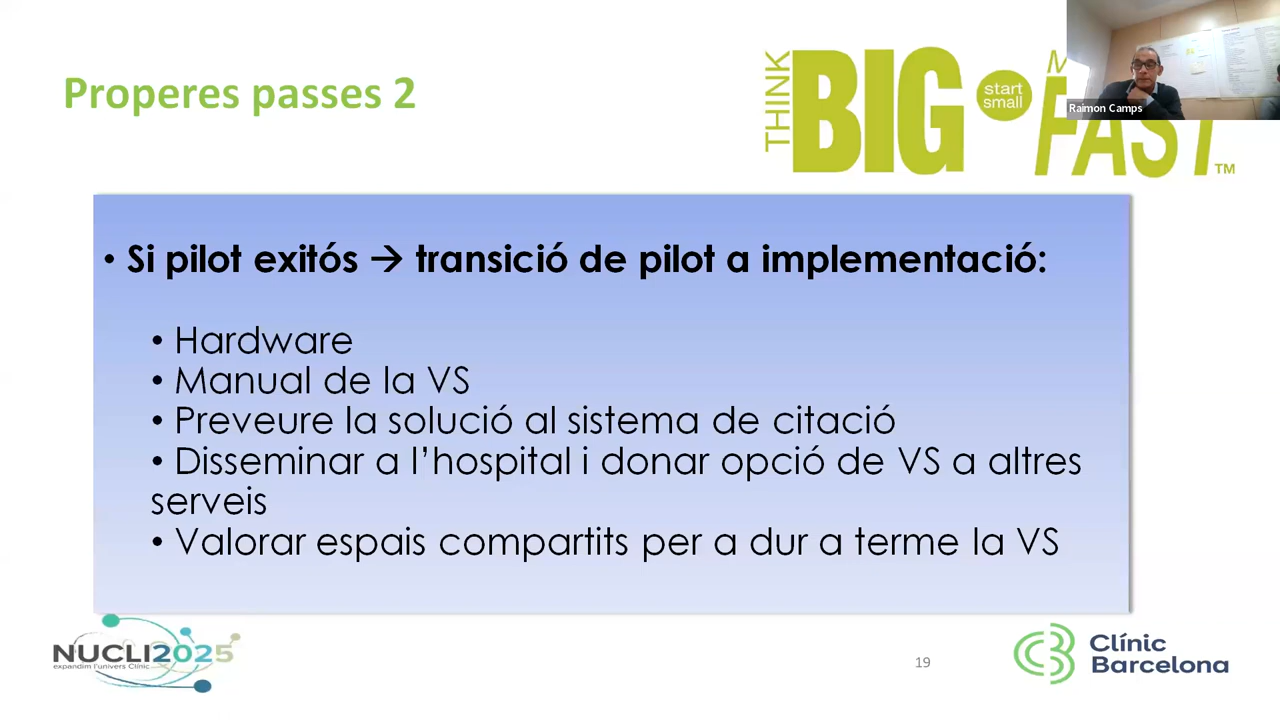 Properes passes 2
THINK
BIG
start
small
FAST™
Raimon Camps
• Si pilot exitós → transició de pilot a implementació:
• Hardware
• Manual de la VS
• Preveure la solució al sistema de citació
• Disseminar a l’hospital i donar opció de VS a altres
serveis
• Valorar espais compartits per a dur a terme la VS
NUCLI2025
expandim l'univers Clínic
19
Clínic
Barcelona